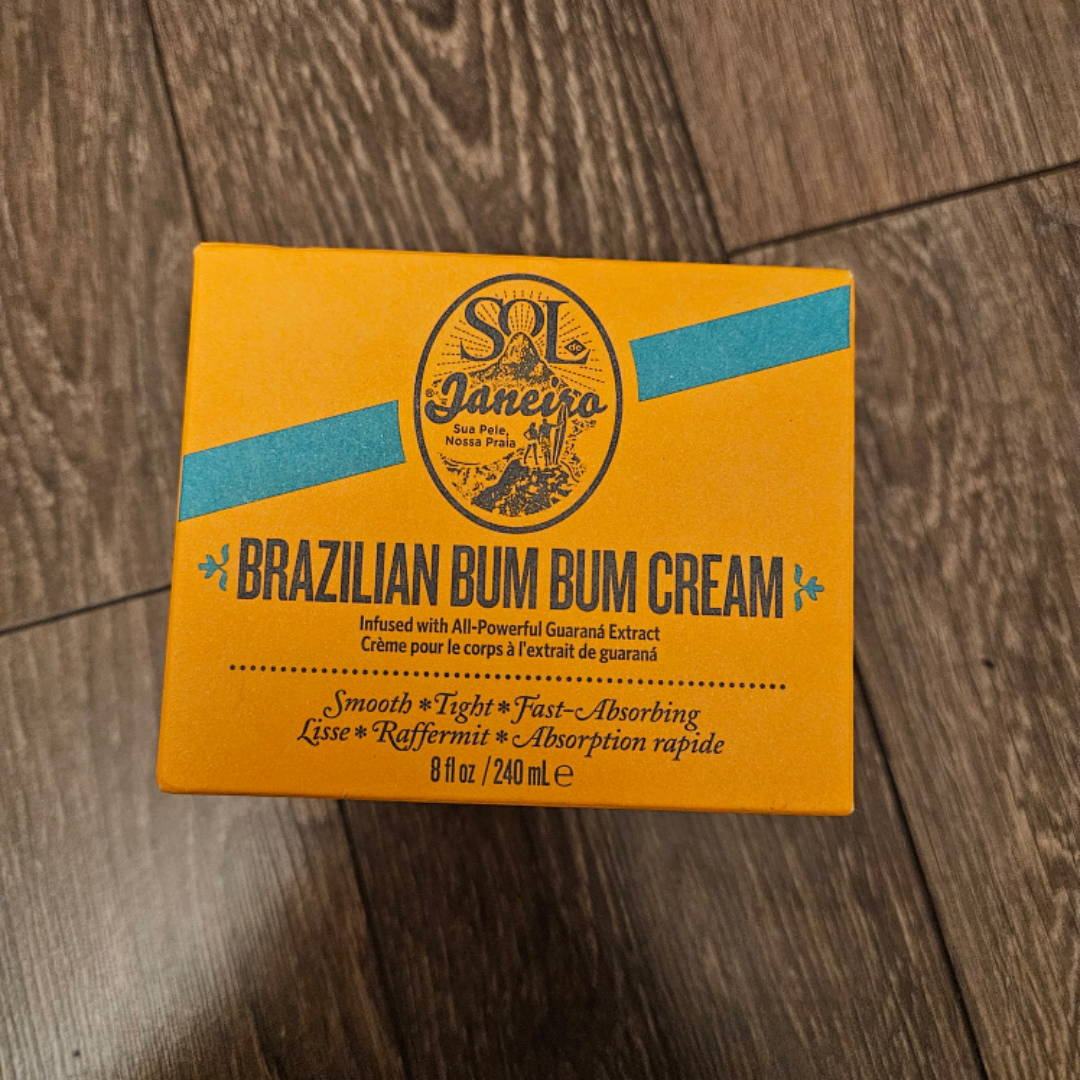 SOL
de
Janeiro®
Sua Pele,
Nossa Praia
BRAZILIAN BUM BUM CREAM
Infused with All-Powerful Guaraná Extract
Crème pour le corps à l'extrait de guaraná
Smooth * Tight * Fast-Absorbing
Lisse * Raffermit * Absorption rapide
8 fl oz / 240 mL ℮